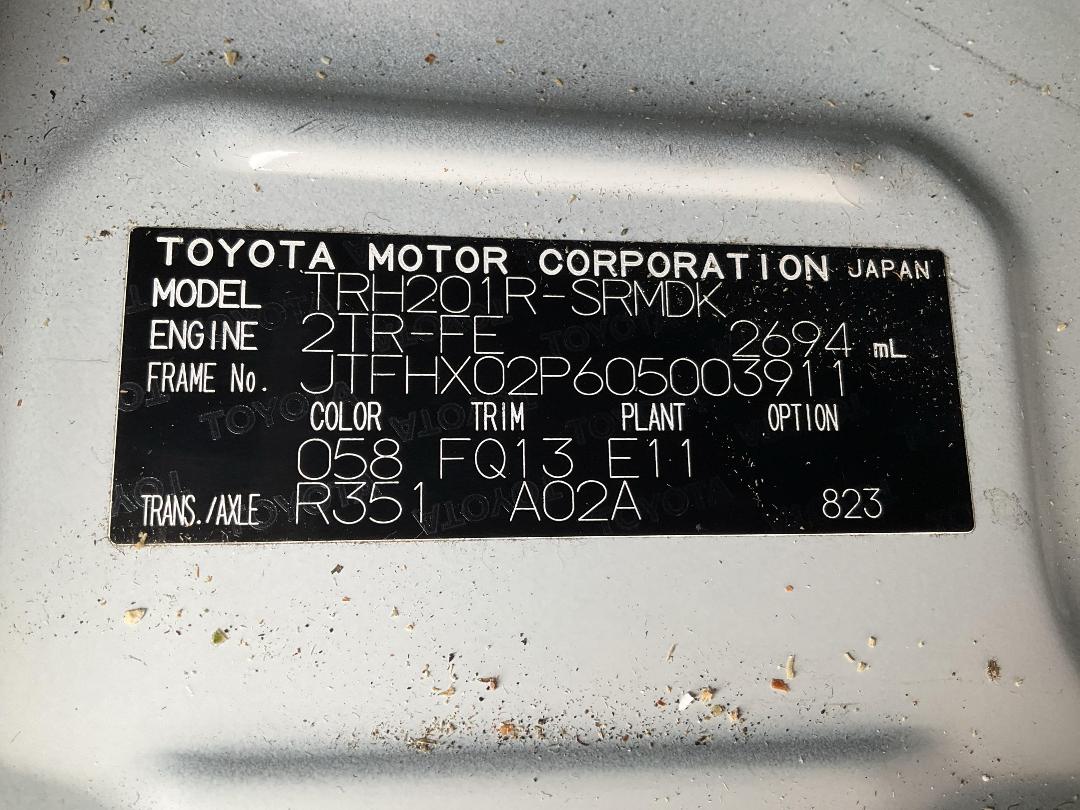 TOYOTA MOTOR CORPORATION JAPAN
MODEL TRH201R-SRMDK
ENGINE 2TR-FE 2694 mL
FRAME No. JTFHX02P605003911
COLOR TRIM PLANT OPTION
058 FQ13 E11
TRANS./AXLE R351 A02A 823